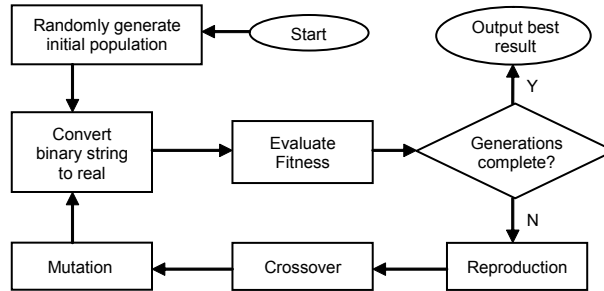 Randomly generate
initial population
Start
Output best
result
Y
Convert
binary string
to real
Evaluate
Fitness
Generations
complete?
N
Mutation
Crossover
Reproduction